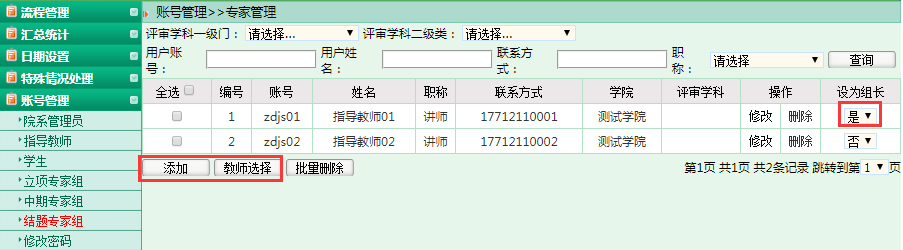 流程管理
汇总统计
日期设置
特殊情况处理
账号管理
院系管理员
指导教师
学生
立项专家组
中期专家组
结题专家组
修改密码
账号管理>>专家管理
评审学科一级门： 请选择... 评审学科二级类： 请选择...
用户账号： 用户姓名： 联系方式： 职称： 请选择 查询
全选 编号 账号 姓名 职称 联系方式 学院 评审学科 操作 设为组长
1 zdjs01 指导教师01 讲师 17712110001 测试学院 修改 删除 是
2 zdjs02 指导教师02 讲师 17712110002 测试学院 修改 删除 否
添加 教师选择 批量删除 第1页 共1页 共2条记录 跳转到第 1 页